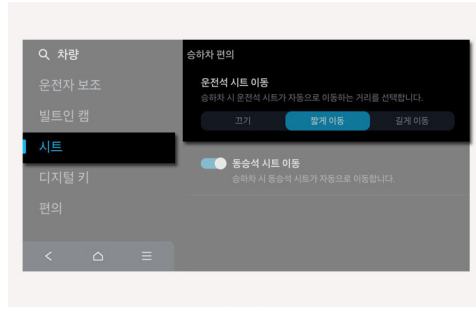 차량
운전자 보조
빌트인 캠
시트
디지털 키
편의
승하차 편의
운전석 시트 이동
승하차 시 운전석 시트가 자동으로 이동하는 거리를 선택합니다.
끄기
짧게 이동
길게 이동
동승석 시트 이동
승하차 시 동승석 시트가 자동으로 이동합니다.